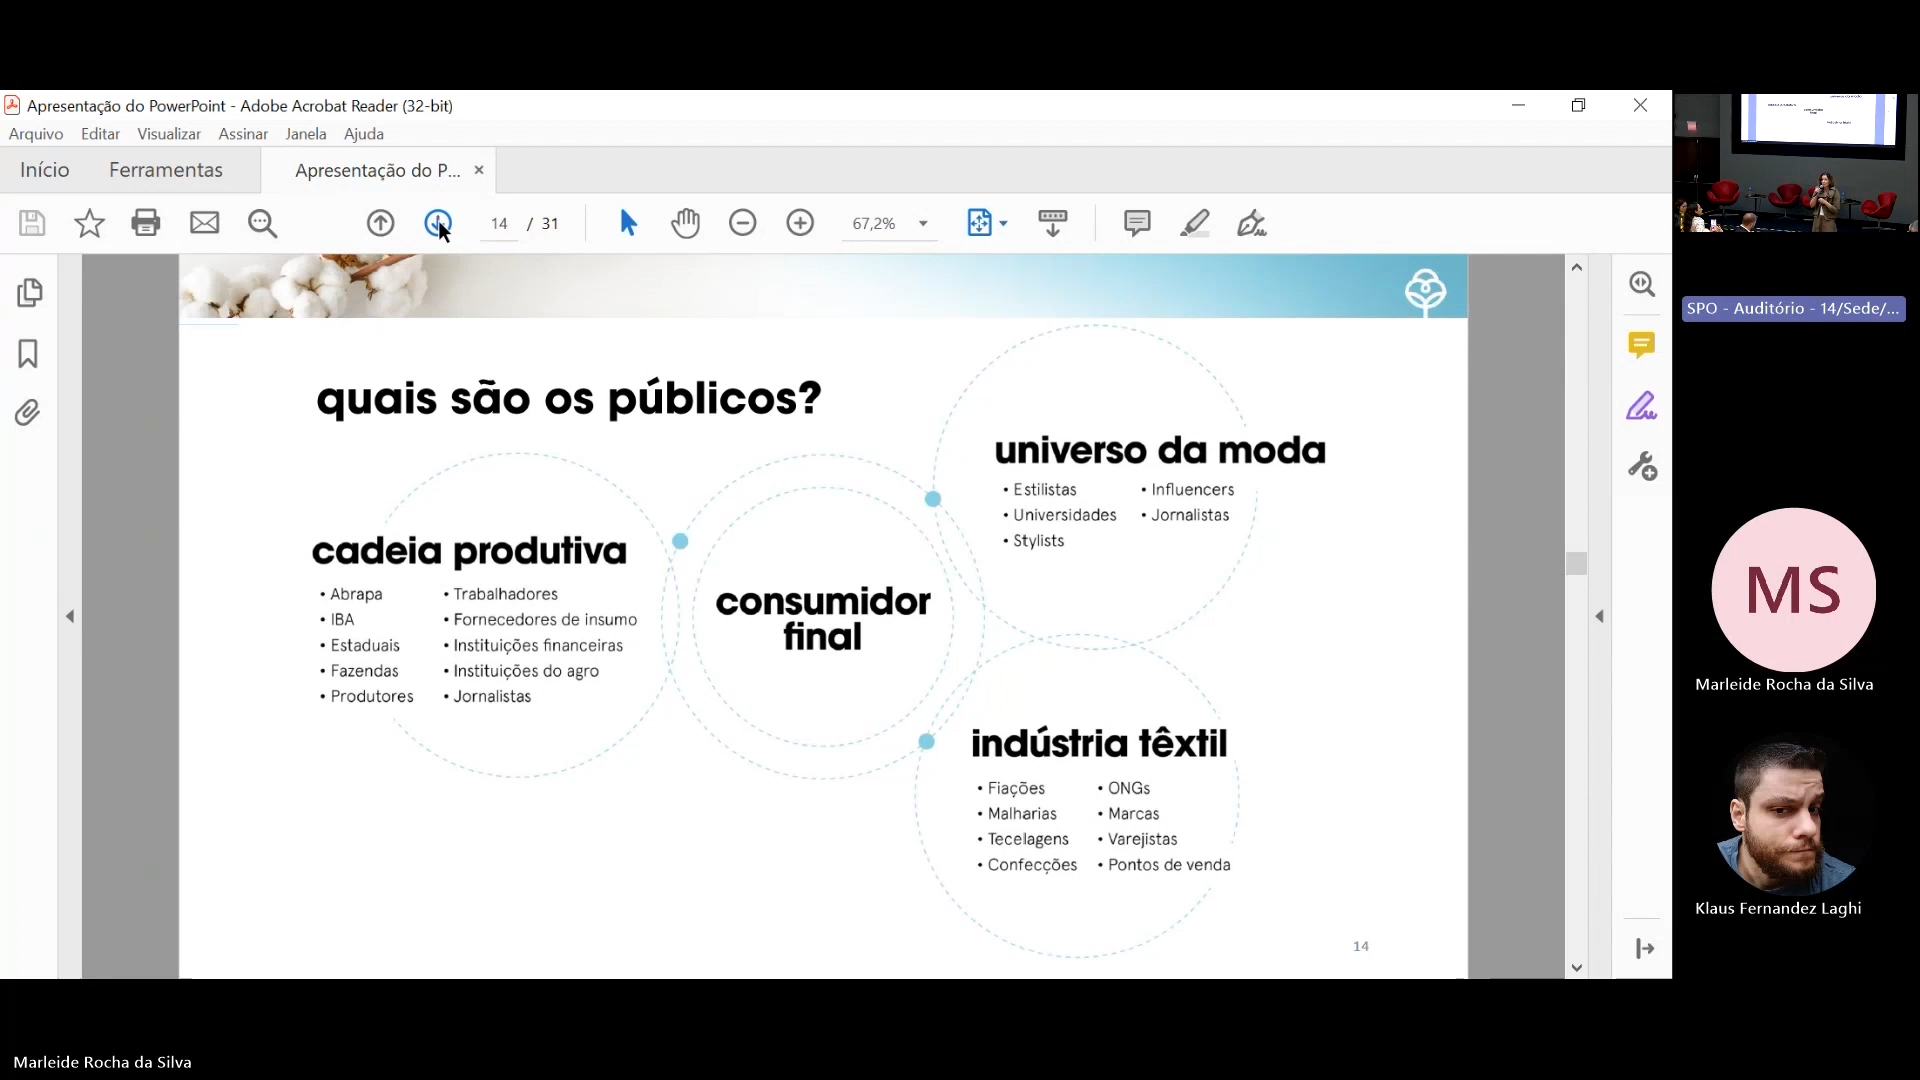 Apresentação do PowerPoint - Adobe Acrobat Reader (32-bit)
Arquivo Editar Visualizar Assinar Janela Ajuda
Início Ferramentas Apresentação do P...
14 / 31 67,2%
quais são os públicos?
cadeia produtiva
• Abrapa
• IBA
• Estaduais
• Fazendas
• Produtores
• Trabalhadores
• Fornecedores de insumo
• Instituições financeiras
• Instituições do agro
• Jornalistas
consumidor
final
universo da moda
• Estilistas
• Universidades
• Stylists
• Influencers
• Jornalistas
indústria têxtil
• Fiações
• Malharias
• Tecelagens
• Confecções
• ONGs
• Marcas
• Varejistas
• Pontos de venda
14
SPO - Auditório - 14/Sede/...
MS
Marleide Rocha da Silva
Klaus Fernandez Laghi
Marleide Rocha da Silva